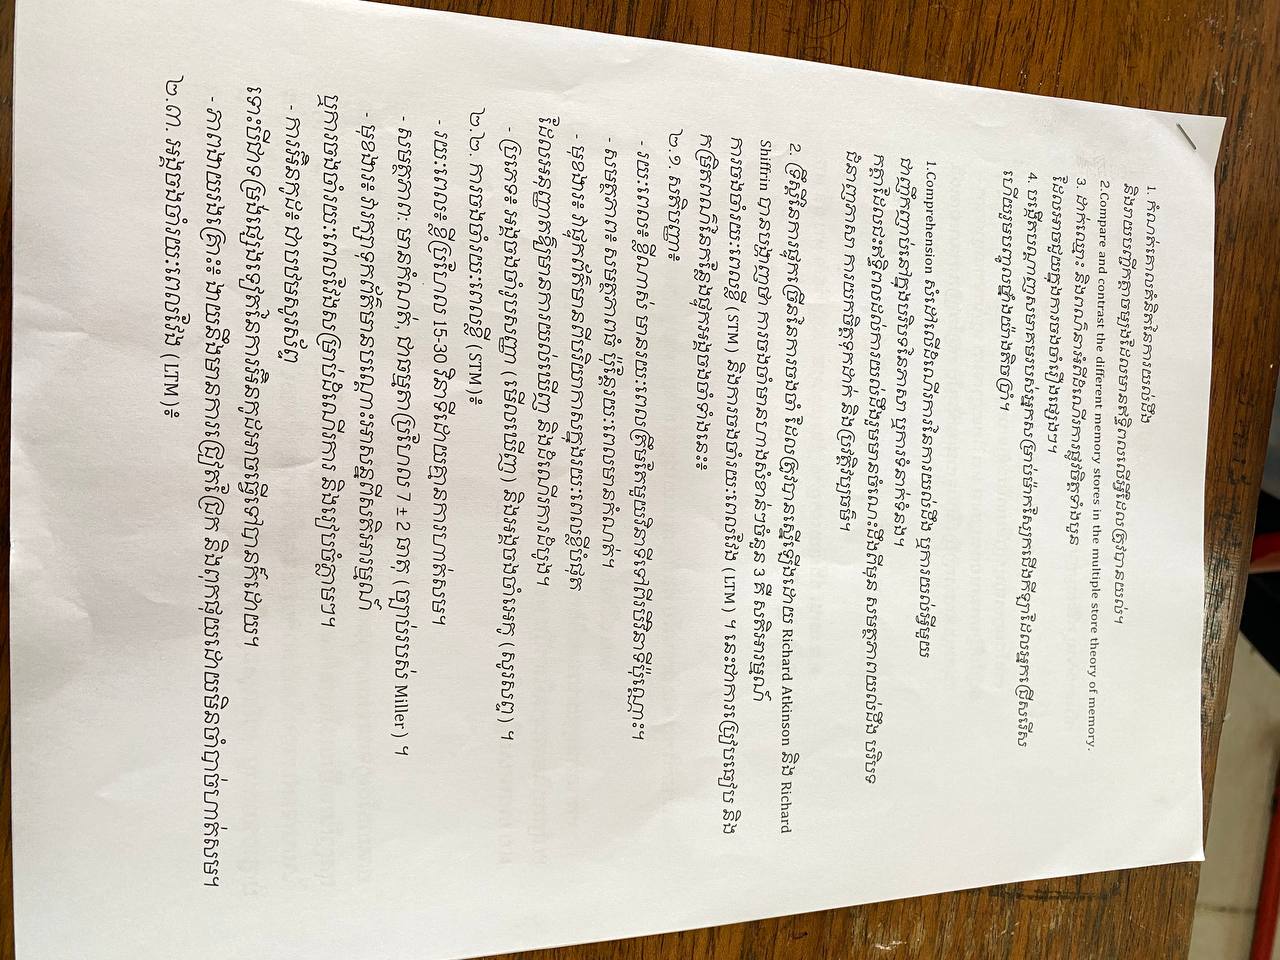 1. កំណត់គោលគំនិតនៃការយល់ដឹង
និងរាយបញ្ជីកត្តាចម្បងដែលមានឥទ្ធិពលលើអ្វីដែលត្រូវបានយល់។
2.Compare and contrast the different memory stores in the multiple store theory of memory.
3. ដាក់ឈ្មោះ និងពណ៌នាអំពីដំណើរការផ្លូវចិត្តទាំងបួន
ដែលអាចជួយក្នុងការចងចាំរឿងផ្សេងៗ។
4. បង្កើតបណ្តាញសមាគមរបស់អ្នកសម្រាប់ម៉ាកស្បែកជើងកីឡាដែលអ្នកជ្រើសរើស
ហើយរួមបញ្ចូលថ្នាំងយ៉ាងតិចប្រាំ។
1.Comprehension សំដៅលើដំណើរការនៃការយល់ដឹង ឬការយល់អ្វីមួយ
ជាញឹកញាប់នៅក្នុងបរិបទនៃភាសា ឬការទំនាក់ទំនង។
កត្តាដែលជះឥទ្ធិពលដល់ការយល់ដឹងរួមមានចំណេះដឹងពីមុន សមត្ថភាពយល់ដឹង បរិបទ
ជំនាញភាសា ការយកចិត្តទុកដាក់ និងប្រវត្តិវប្បធម៌។
2. ទ្រឹស្តីនៃការផ្ទុកច្រើននៃការចងចាំ ដែលត្រូវបានស្នើឡើងដោយ Richard Atkinson និង Richard
Shiffrin បានបង្ហាញថា ការចងចាំមានហាងសំខាន់ៗចំនួន 3 គឺ សតិអារម្មណ៍
ការចងចាំរយៈពេលខ្លី (STM) និងការចងចាំរយៈពេលវែង (LTM) ។ នេះជាការប្រៀបធៀប និង
កម្រិតពណ៌នៃកន្លែងផ្ទុកអង្គចងចាំទាំងនេះ៖
២.១. សតិបញ្ញា៖
- រយៈពេល៖ ខ្លីណាស់ មានរយៈពេលត្រឹមតែមួយវិនាទីទៅពីរបីវិនាទីប៉ុណ្ណោះ។
- សមត្ថភាព៖ សមត្ថភាពធំ ប៉ុន្តែរយៈពេលមានកំណត់។
- មុខងារ៖ វាផ្ទុកព័ត៌មានពីបរិយាកាសក្នុងរយៈពេលខ្លីបំផុត
ដែលអនុញ្ញាតឱ្យមានការយល់ឃើញ និងដំណើរការដំបូង។
- ប្រភេទ៖ អង្គចងចាំរូបសញ្ញា (មើលឃើញ) និងអង្គចងចាំអេកូ (សូរសព្ទ) ។
២.២. ការចងចាំរយៈពេលខ្លី (STM)៖
- រយៈពេល៖ ខ្លីប្រហែល 15-30 វិនាទីដោយគ្មានការហាត់សម។
- សមត្ថភាព: មានកំណត់, ជាធម្មតាប្រហែល 7 ± 2 ធាតុ (ច្បាប់របស់ Miller) ។
- មុខងារ៖ វារក្សាទុកព័ត៌មានបណ្តោះអាសន្នពីសតិអារម្មណ៍
ឬការចងចាំរយៈពេលវែងសម្រាប់ដំណើរការ និងរៀបចំភ្លាមៗ។
- ការអ៊ិនកូដ៖ ជាបឋមសូរស័ព្ទ
ទោះបីជាទម្រង់ផ្សេងទៀតនៃការអ៊ិនកូដអាចធ្វើទៅបានក៏ដោយ។
- ភាពងាយរងគ្រោះ៖ ងាយនឹងមានការជ្រៀតជ្រែក និងពុកផុយដោយមិនចាំបាច់ហាត់សម។
២.៣. អង្គចងចាំរយៈពេលវែង (LTM)៖